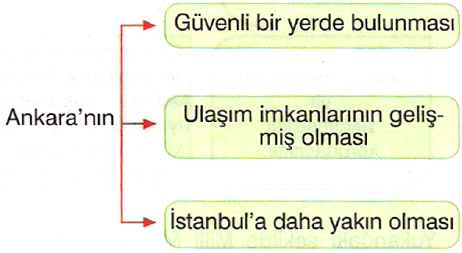 Güvenli bir yerde bulunması
Ankara'nın
Ulaşım imkanlarının geliş-
miş olması
İstanbul'a daha yakın olması